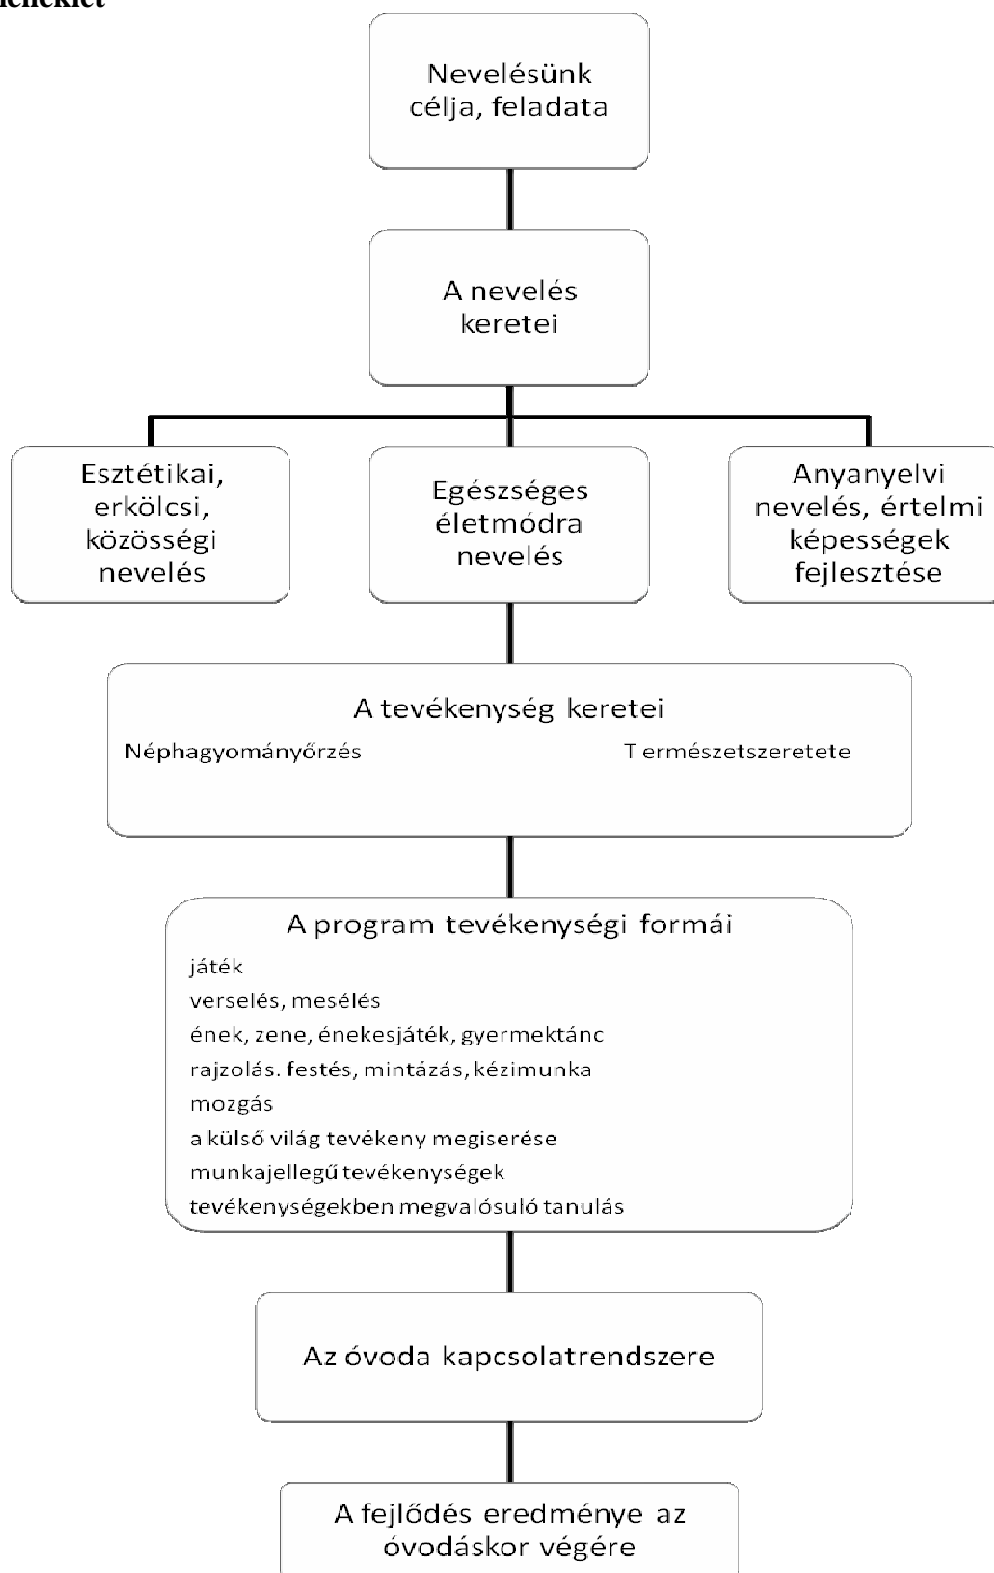 Nevelésünk
célja, feladata
A nevelés
keretei
Esztétikai,
erkölcsi,
közösségi
nevelés
Egészséges
életmódra
nevelés
Anyanyelvi
nevelés, értelmi
képességek
fejlesztése
A tevékenység keretei
Néphagyományőrzés
Természetszeretete
A program tevékenységi formái
játék
verselés, mesélés
ének, zene, énekesjáték, gyermektánc
rajzolás. festés, mintázás, kézimunka
mozgás
a külső világ tevékeny megiserése
munkajellegű tevékenységek
tevékenységekben megvalósuló tanulás
Az óvoda kapcsolatrendszere
A fejlődés eredménye az
óvodáskor végére